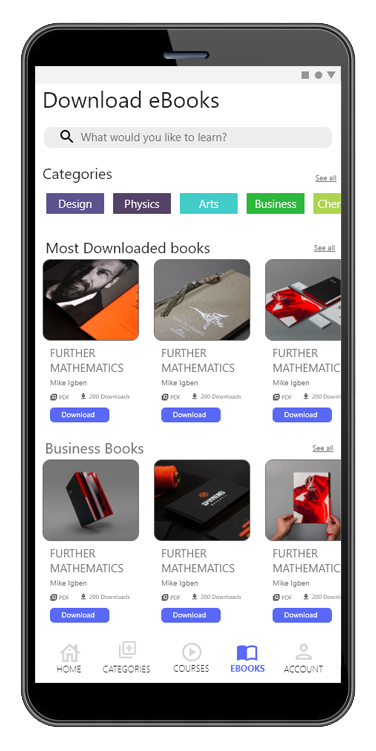 Download eBooks
What would you like to learn?
Categories
See all
Design Physics Arts Business Chem
Most Downloaded books
See all
FURTHER
MATHEMATICS
Mike Igben
PDF 200 Downloads
Download
FURTHER
MATHEMATICS
Mike Igben
PDF 200 Downloads
Download
FURTHER
MATHEMATICS
Mike Igben
PDF 200 Downloads
Download
Business Books
See all
FURTHER
MATHEMATICS
Mike Igben
PDF 200 Downloads
Download
FURTHER
MATHEMATICS
Mike Igben
PDF 200 Downloads
Download
FURTHER
MATHEMATICS
Mike Igben
PDF 200 Downloads
Download
HOME CATEGORIES COURSES EBOOKS ACCOUNT